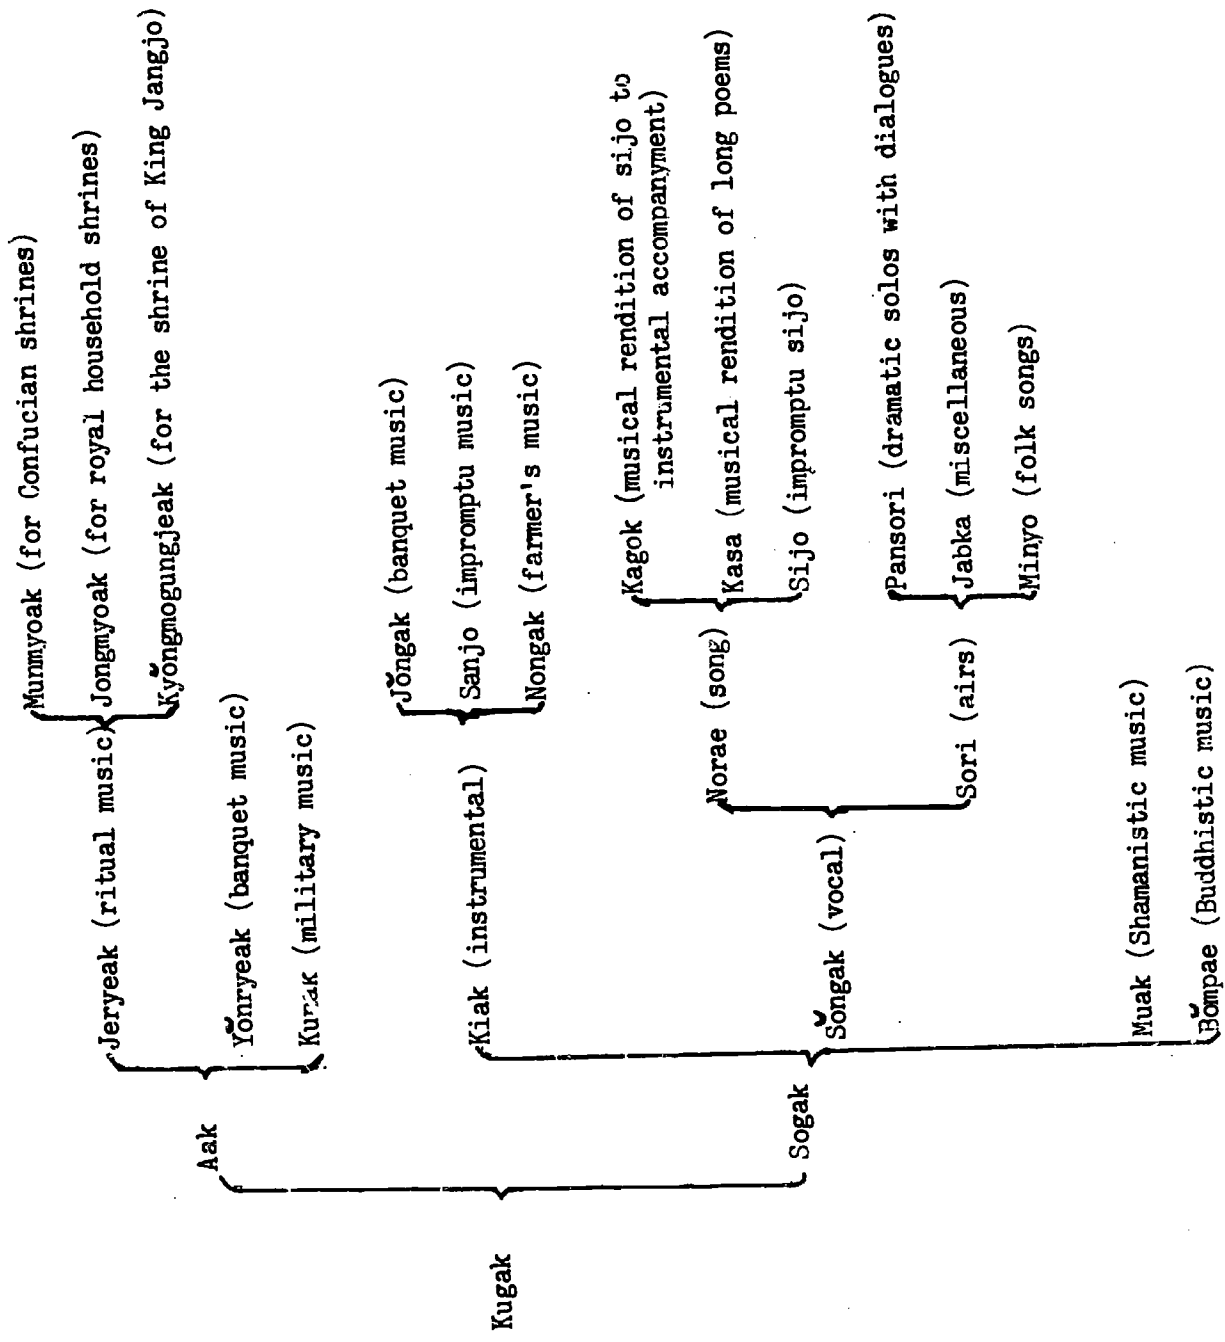 Munmyoak (for Confucian shrines)
Jeryeak (ritual music)
Jongmyoak (for royal household shrines)
Kyŏngmogungjeak (for the shrine of King Jangjo)
Aak
Yŏnryeak (banquet music)
Kunak (military music)
Jŏngak (banquet music)
Kiak (instrumental)
Sanjo (impromptu music)
Nongak (farmer's music)
Kugak
Kagok (musical rendition of sijo to
instrumental accompanyment)
Norae (song)
Kasa (musical rendition of long poems)
Sijo (impromptu sijo)
Sogak
Sŏngak (vocal)
Pansori (dramatic solos with dialogues)
Sori (airs)
Jabka (miscellaneous)
Minyo (folk songs)
Muak (Shamanistic music)
Bŏmpae (Buddhistic music)